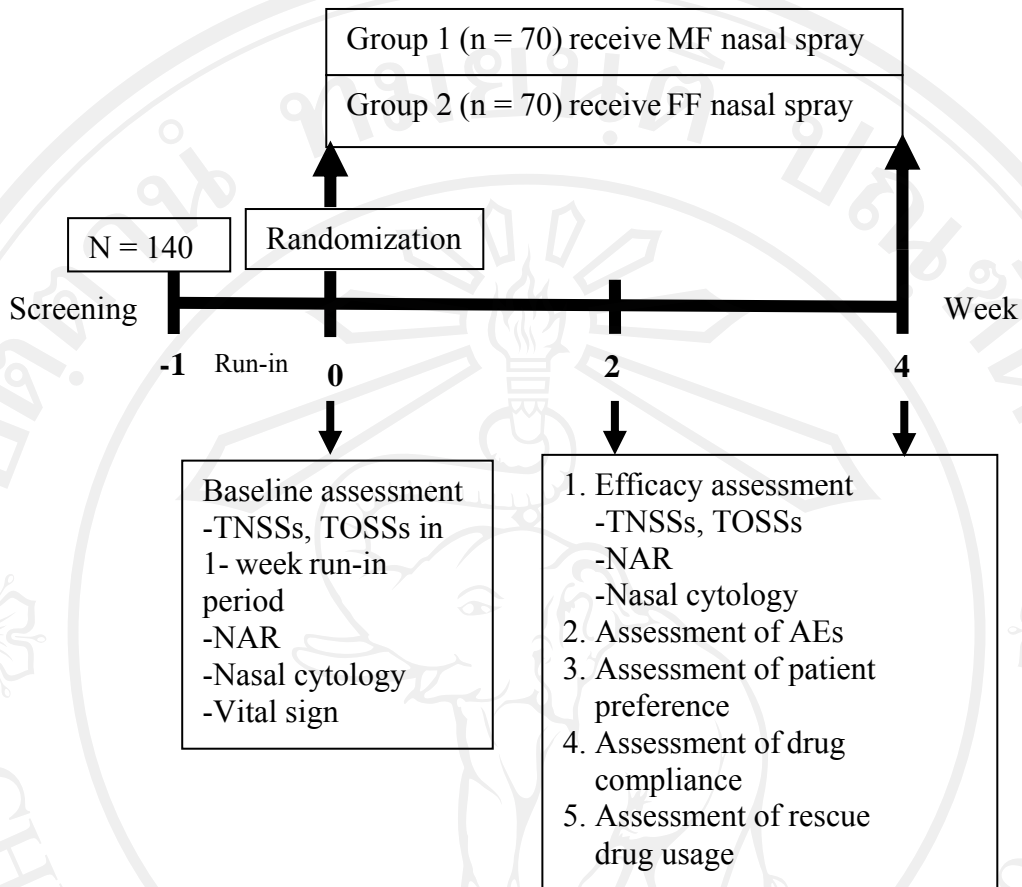 Group 1 (n = 70) receive MF nasal spray
Group 2 (n = 70) receive FF nasal spray
N = 140
Randomization
Screening
Week
-1
Run-in
0
2
4
Baseline assessment
-TNSSs, TOSSs in
1- week run-in
period
-NAR
-Nasal cytology
-Vital sign
1. Efficacy assessment
-TNSSs, TOSSs
-NAR
-Nasal cytology
2. Assessment of AEs
3. Assessment of patient
preference
4. Assessment of drug
compliance
5. Assessment of rescue
drug usage